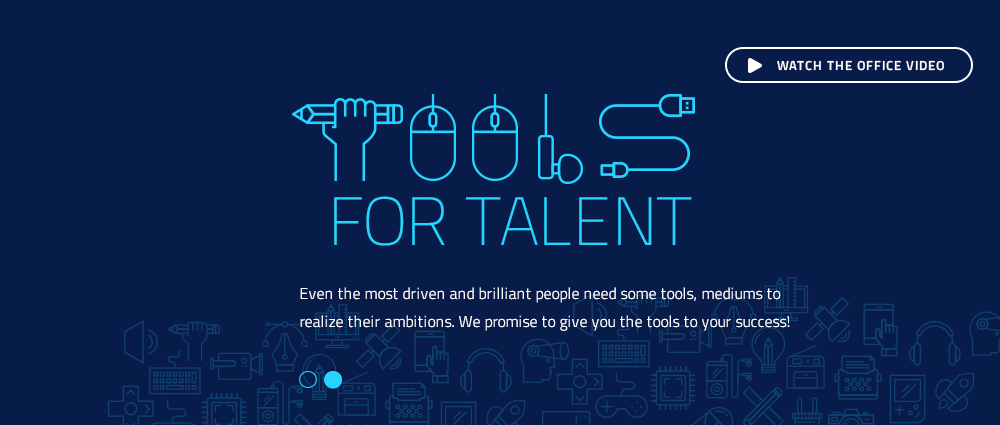 WATCH THE OFFICE VIDEO
TOOLS
FOR TALENT
Even the most driven and brilliant people need some tools, mediums to
realize their ambitions. We promise to give you the tools to your success!